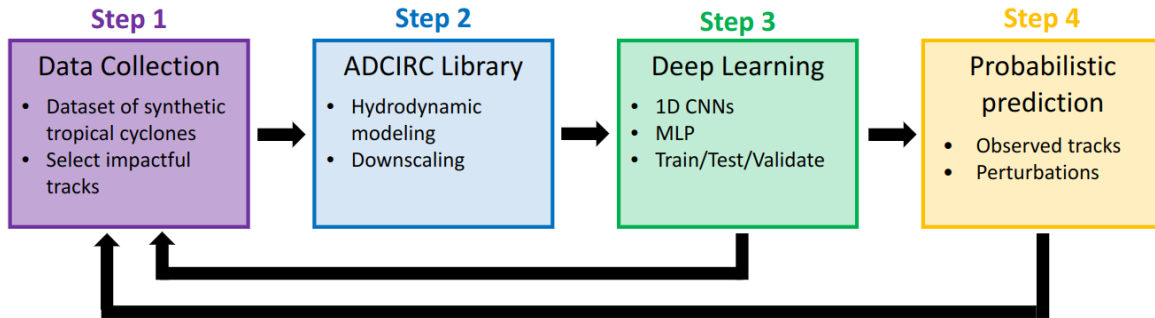 Step 1
Data Collection
• Dataset of synthetic
tropical cyclones
• Select impactful
tracks
Step 2
ADCIRC Library
• Hydrodynamic
modeling
• Downscaling
Step 3
Deep Learning
• 1D CNNs
• MLP
• Train/Test/Validate
Step 4
Probabilistic
prediction
• Observed tracks
• Perturbations